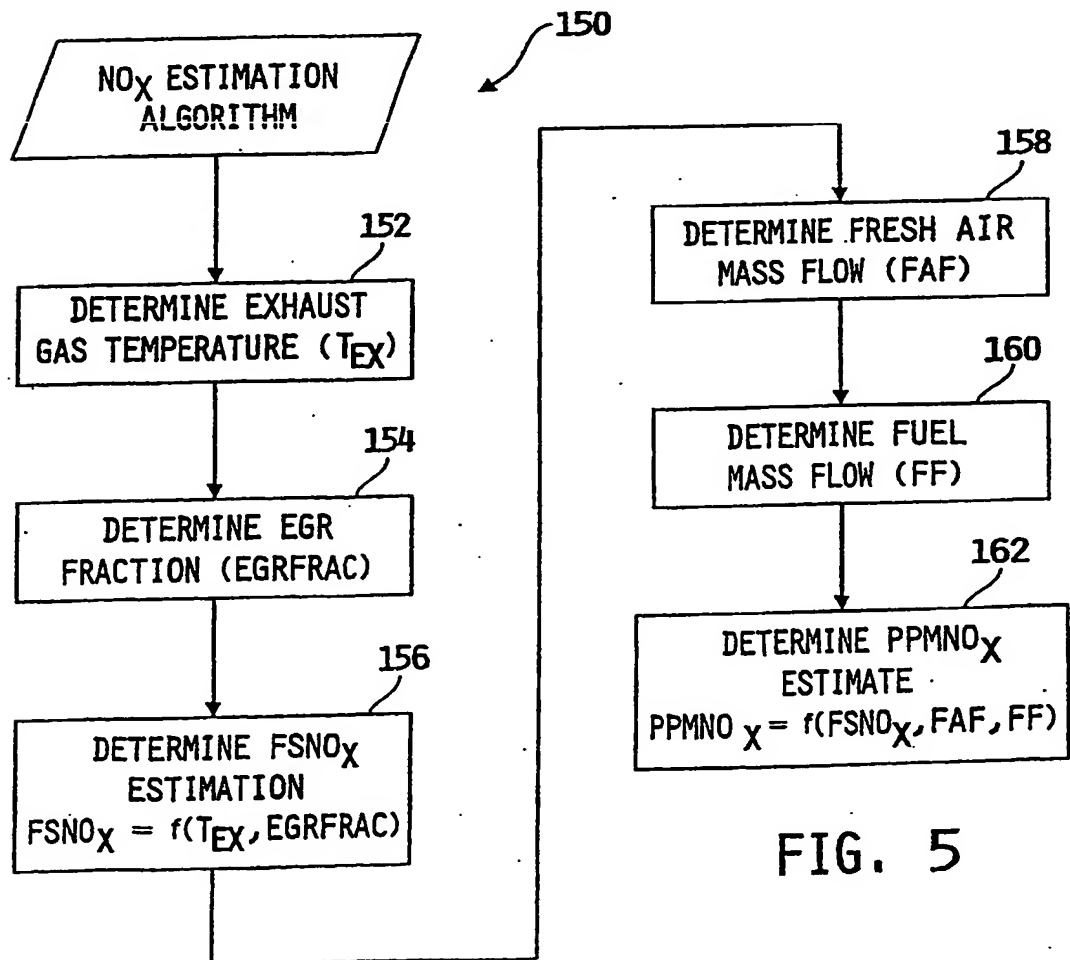 150
NOX ESTIMATION
ALGORITHM
152
DETERMINE EXHAUST
GAS TEMPERATURE (TEX)
154
DETERMINE EGR
FRACTION (EGRFRAC)
156
DETERMINE FSNOX
ESTIMATION
FSNOX = f(TEX, EGRFRAC)
158
DETERMINE FRESH AIR
MASS FLOW (FAF)
160
DETERMINE FUEL
MASS FLOW (FF)
162
DETERMINE PPMNOX
ESTIMATE
PPMNOX = f(FSNOX, FAF, FF)
FIG. 5